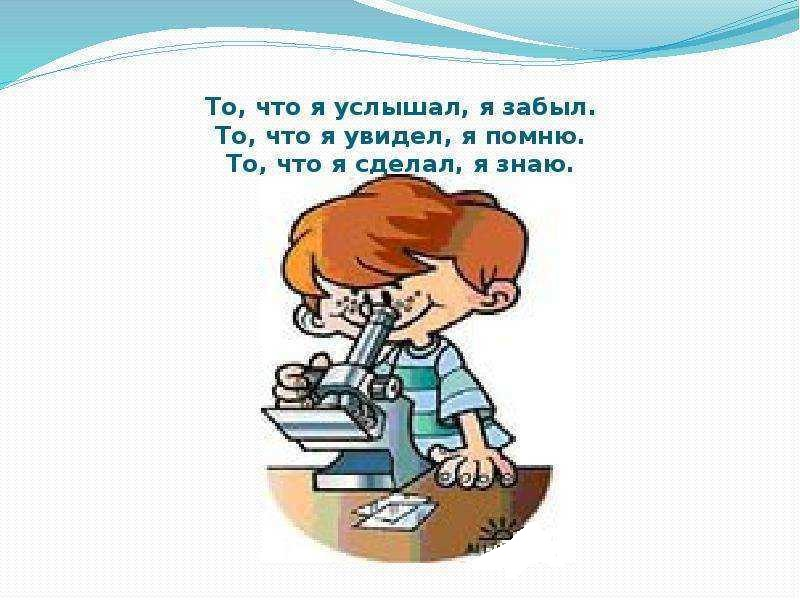 То, что я услышал, я забыл.
То, что я увидел, я помню.
То, что я сделал, я знаю.